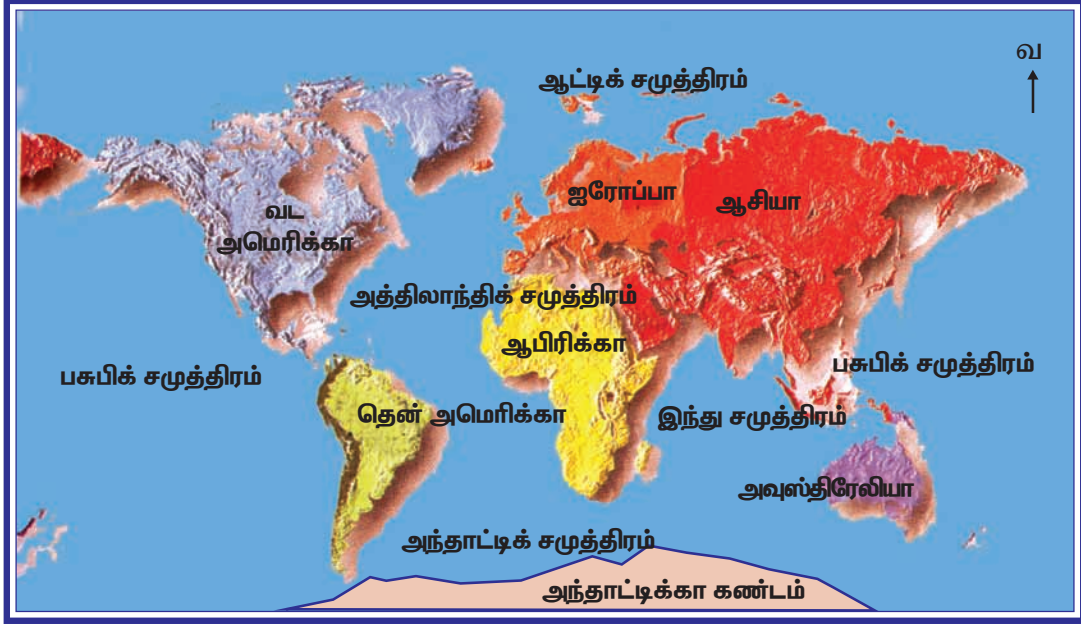 வ
ஆட்டிக் சமுத்திரம்
ஐரோப்பா
ஆசியா
வட
அமெரிக்கா
அத்திலாந்திக் சமுத்திரம்
ஆபிரிக்கா
பசுபிக் சமுத்திரம்
பசுபிக் சமுத்திரம்
தென் அமெரிக்கா
இந்து சமுத்திரம்
அவுஸ்திரேலியா
அந்தாட்டிக் சமுத்திரம்
அந்தாட்டிக்கா கண்டம்